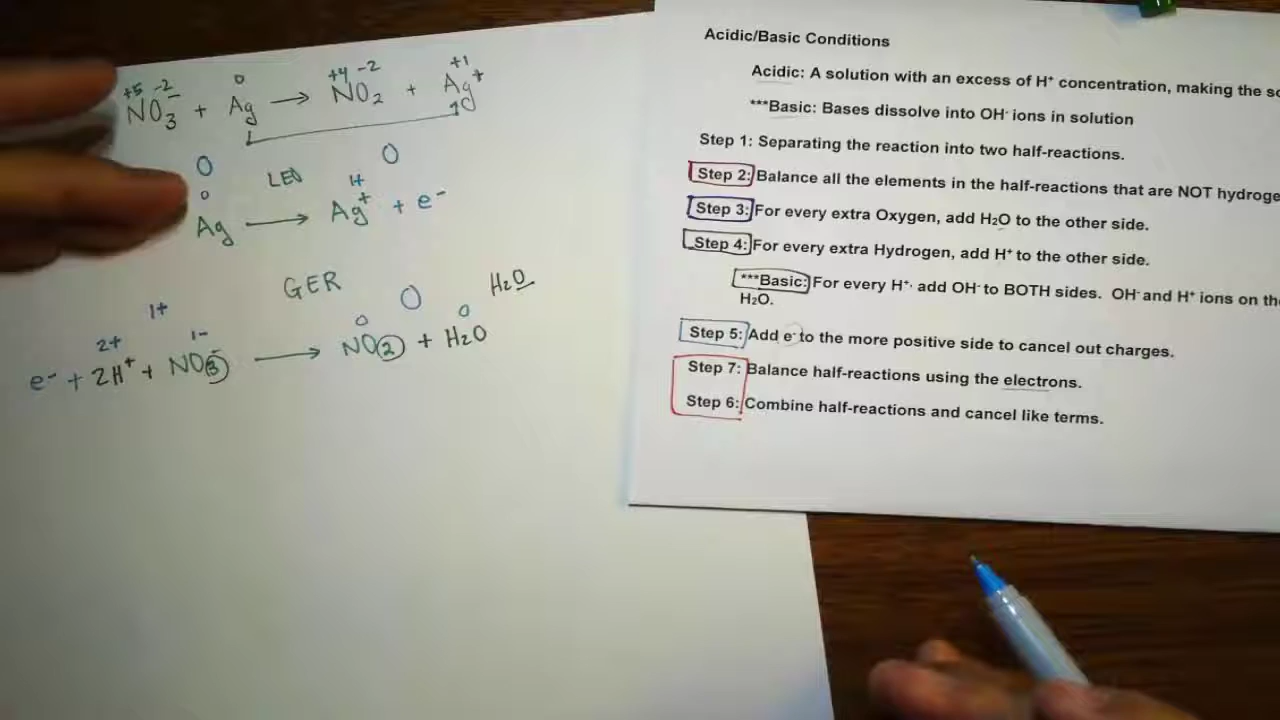 +5 -2 0 +4 -2 +1
NO3- + Ag → NO2 + Ag+
0 0
LEO
0 1+
Ag → Ag+ + e-
GER H2O
1+ 0
2+ 1- 0 0
e- + 2H+ + NO3- → NO2 + H2O
Acidic/Basic Conditions
Acidic: A solution with an excess of H+ concentration, making the
***Basic: Bases dissolve into OH- ions in solution
Step 1: Separating the reaction into two half-reactions.
Step 2: Balance all the elements in the half-reactions that are NOT
Step 3: For every extra Oxygen, add H2O to the other side.
Step 4: For every extra Hydrogen, add H+ to the other side.
***Basic: For every H+, add OH- to BOTH sides. OH- and H+ ions on
H2O.
Step 5: Add e- to the more positive side to cancel out charges.
Step 7: Balance half-reactions using the electrons.
Step 6: Combine half-reactions and cancel like terms.